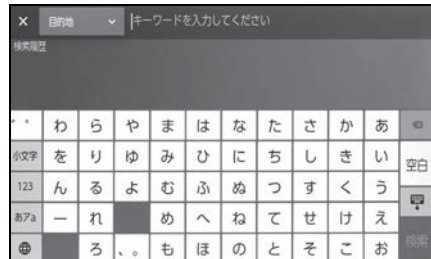 × 目的地 キーワードを入力してください
検索履歴
゛゜ わ ら や ま は な た さ か あ
小文字 を り ゆ み ひ に ち し き い 空白
123 ん る よ む ふ ぬ つ す く う
あアa ー れ め へ ね て せ け え
ろ 、。 も ほ の と そ こ お 検索